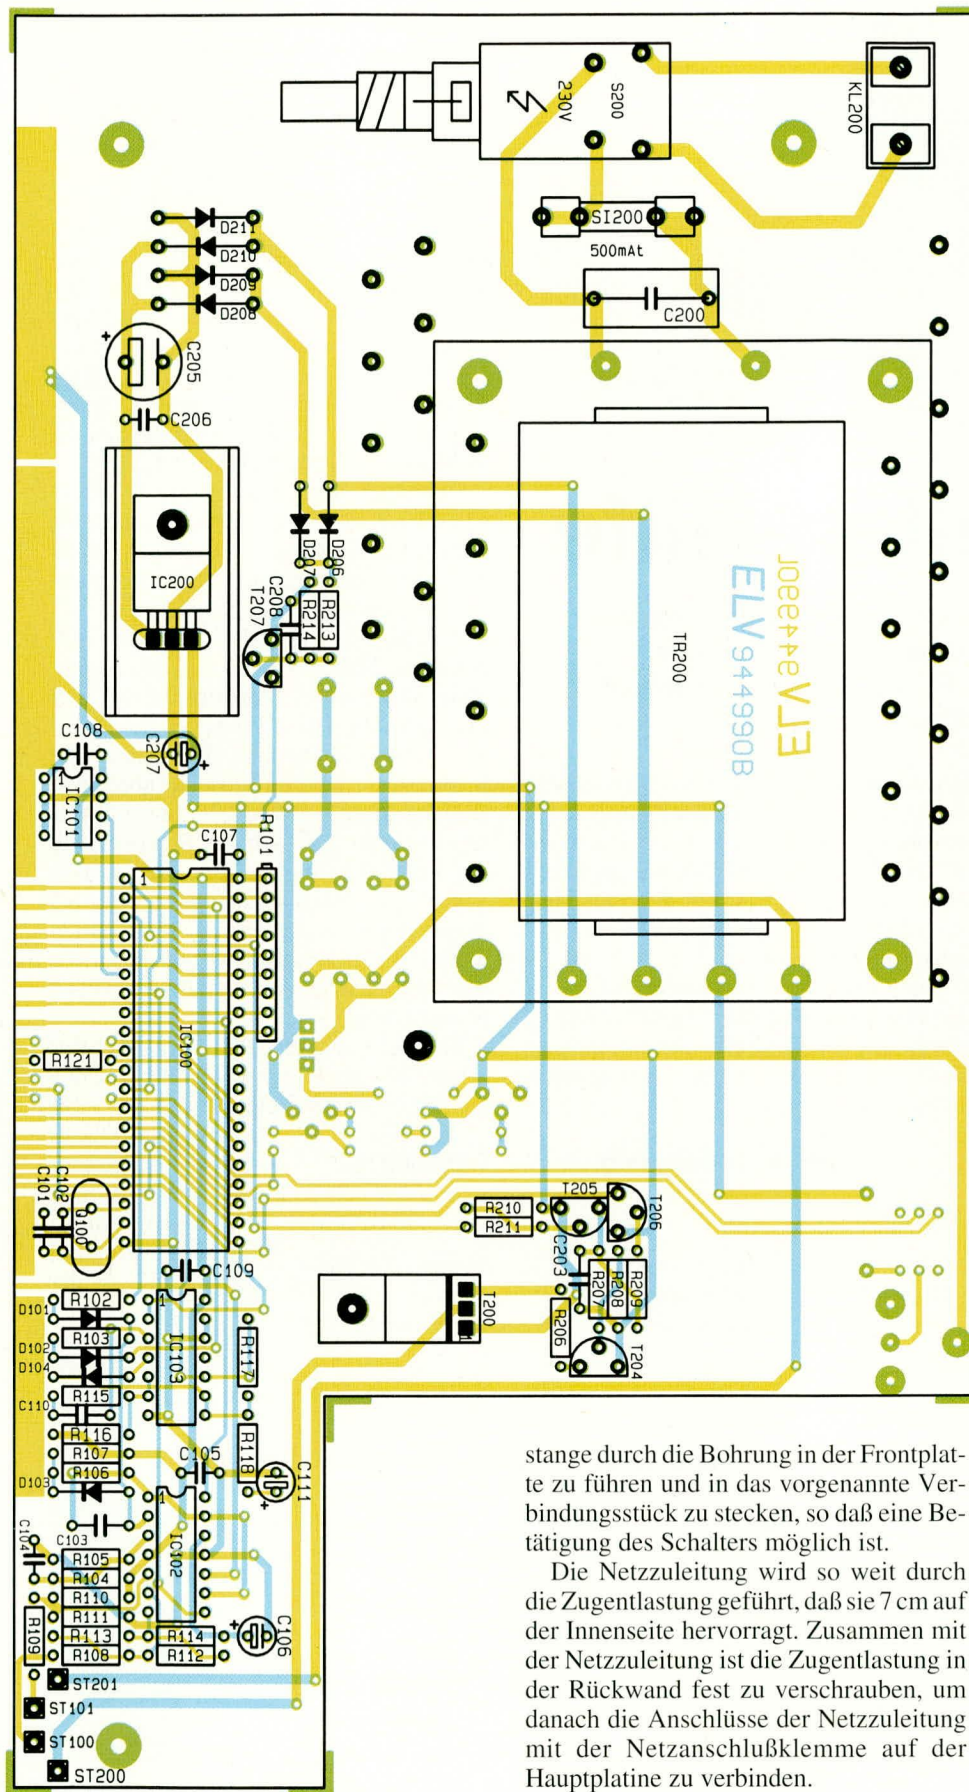 S200
230V
KL200
SI200
500mAt
C200
D211
D210
D209
D208
+
C205
C206
IC200
D207
D206
C208
T207
R214
R213
TR200
ELV944990J
ELV 944990B
C108
C207
+
1
IC101
C107
R101
1
IC100
R121
C101
C102
Q100
C109
R210
R211
T205
T206
C203
R207
R208
R209
R206
T204
T200
D101
R102
1
D102
R103
D104
IC103
R117
C110
R115
R116
R107
C105
R118
R106
D103
1
C111
+
C104
C103
IC102
R105
R104
R110
R111
R109
R113
R114
+
C106
R108
R112
ST201
ST101
ST100
ST200
stange durch die Bohrung in der Frontplat-
te zu führen und in das vorgenannte Ver-
bindungsstück zu stecken, so daß eine Be-
tätigung des Schalters möglich ist.
Die Netzzuleitung wird so weit durch
die Zugentlastung geführt, daß sie 7 cm auf
der Innenseite hervorragt. Zusammen mit
der Netzzuleitung ist die Zugentlastung in
der Rückwand fest zu verschrauben, um
danach die Anschlüsse der Netzzuleitung
mit der Netzanschlußklemme auf der
Hauptplatine zu verbinden.